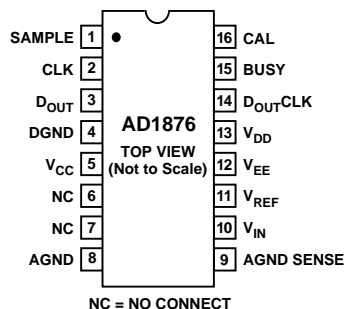 SAMPLE 1 16 CAL
CLK 2 15 BUSY
DOUT 3 14 DOUTCLK
DGND 4 AD1876 13 VDD
TOP VIEW
VCC 5 (Not to Scale) 12 VEE
NC 6 11 VREF
NC 7 10 VIN
AGND 8 9 AGND SENSE
NC = NO CONNECT